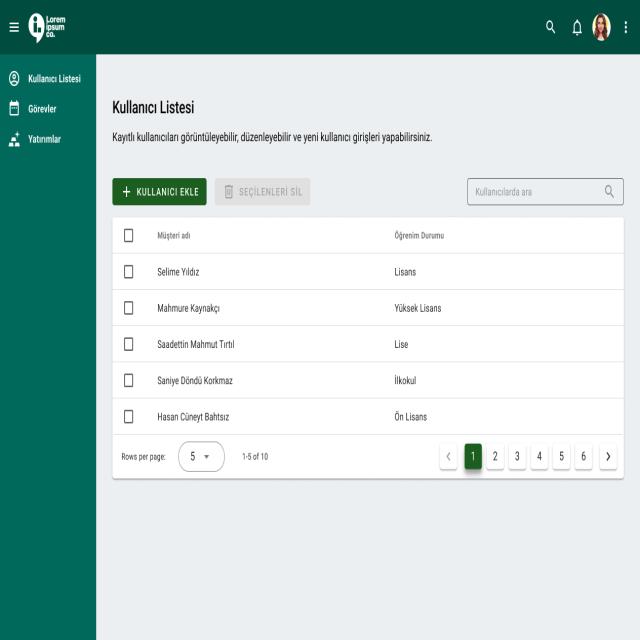 Lorem
ipsum
co.
Kullanıcı Listesi
Görevler
Yatırımlar
Kullanıcı Listesi
Kayıtlı kullanıcıları görüntüleyebilir, düzenleyebilir ve yeni kullanıcı girişleri yapabilirsiniz.
+ KULLANICI EKLE SEÇİLENLERİ SİL Kullanıcılarda ara
Müşteri adı Öğrenim Durumu
Selime Yıldız Lisans
Mahmure Kaynakçı Yüksek Lisans
Saadettin Mahmut Tırtıl Lise
Saniye Döndü Korkmaz İlkokul
Hasan Cüneyt Bahtsız Ön Lisans
Rows per page: 5 1-5 of 10 < 1 2 3 4 5 6 >